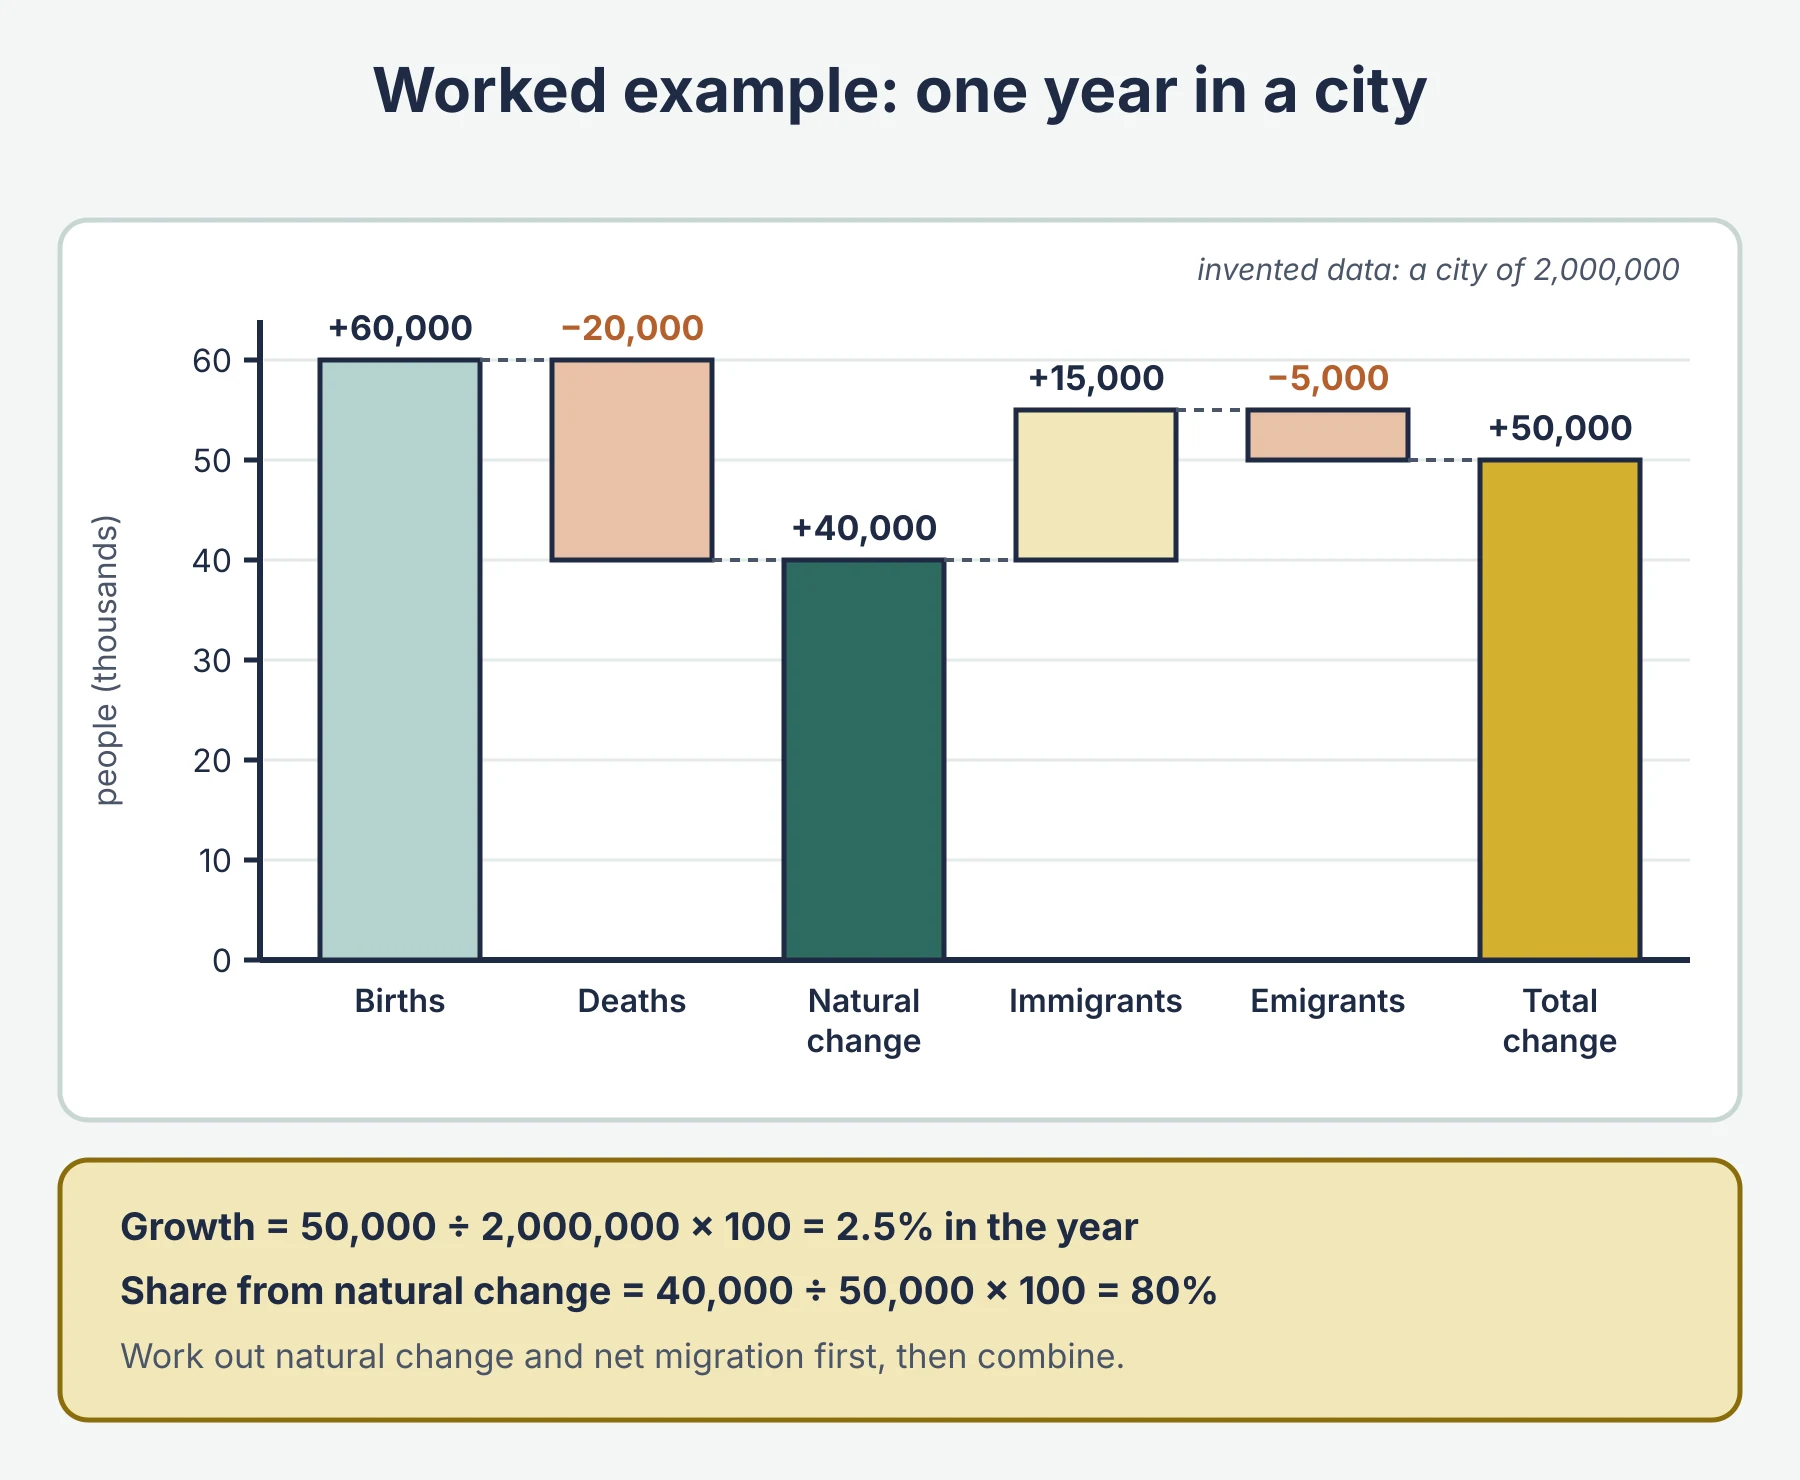 Worked example: one year in a city
invented data: a city of 2,000,000
+60,000
−20,000
+40,000
+15,000
−5,000
+50,000
people (thousands)
60
50
40
30
20
10
0
Births
Deaths
Natural
change
Immigrants
Emigrants
Total
change
Growth = 50,000 ÷ 2,000,000 × 100 = 2.5% in the year
Share from natural change = 40,000 ÷ 50,000 × 100 = 80%
Work out natural change and net migration first, then combine.